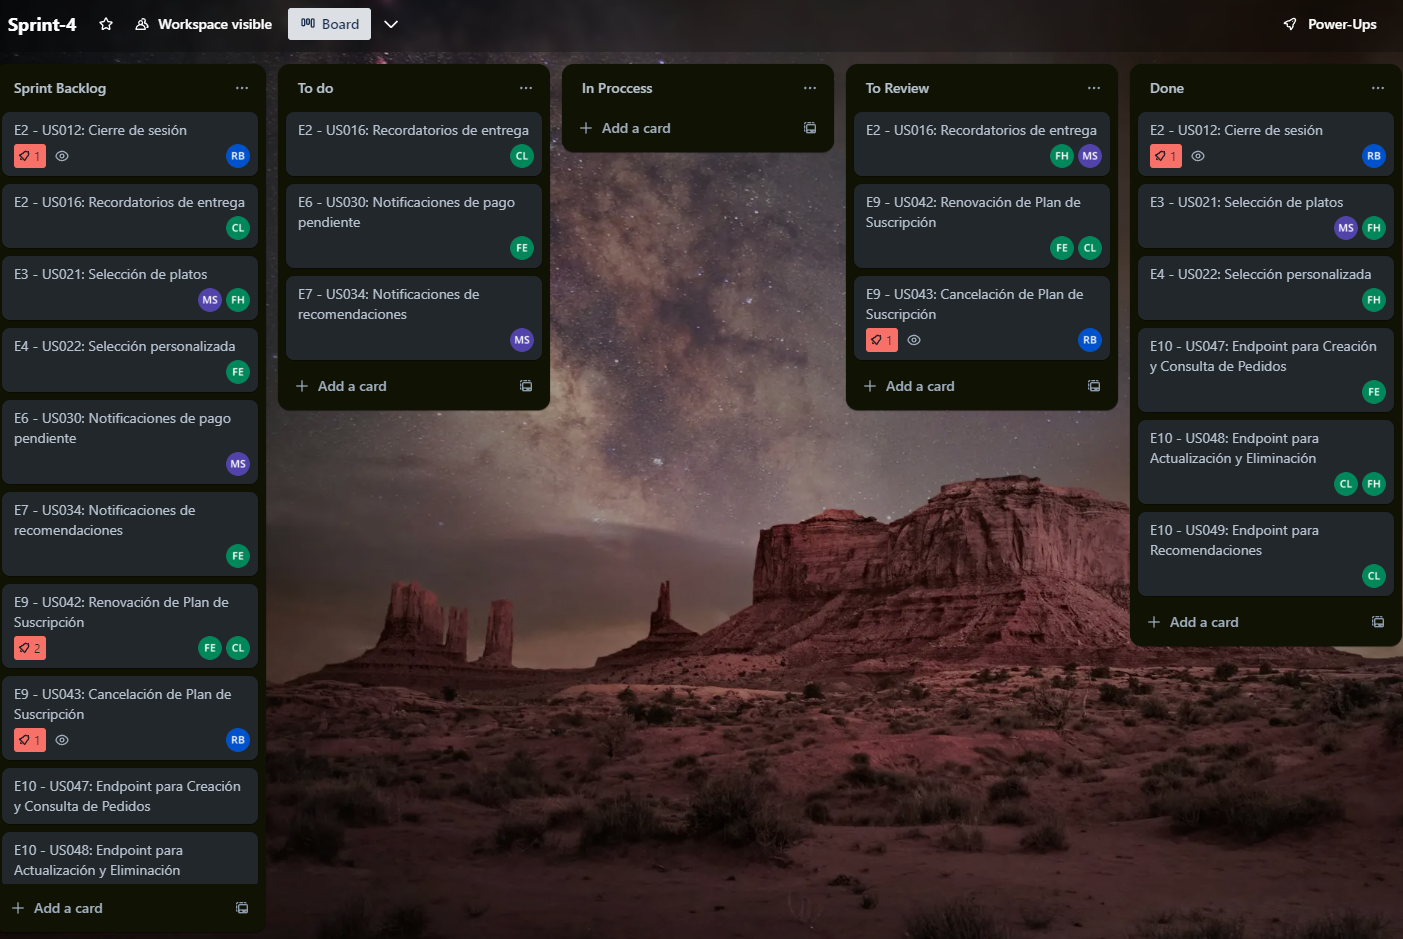 Sprint-4
Workspace visible
Board
Power-Ups
Sprint Backlog
E2 - US012: Cierre de sesión
1
RB
E2 - US016: Recordatorios de entrega
CL
E3 - US021: Selección de platos
MS FH
E4 - US022: Selección personalizada
FE
E6 - US030: Notificaciones de pago
pendiente
MS
E7 - US034: Notificaciones de
recomendaciones
FE
E9 - US042: Renovación de Plan de
Suscripción
2
FE CL
E9 - US043: Cancelación de Plan de
Suscripción
1
RB
E10 - US047: Endpoint para Creación
y Consulta de Pedidos
E10 - US048: Endpoint para
Actualización y Eliminación
Add a card
To do
E2 - US016: Recordatorios de entrega
CL
E6 - US030: Notificaciones de pago
pendiente
FE
E7 - US034: Notificaciones de
recomendaciones
MS
Add a card
In Proccess
Add a card
To Review
E2 - US016: Recordatorios de entrega
FH MS
E9 - US042: Renovación de Plan de
Suscripción
FE CL
E9 - US043: Cancelación de Plan de
Suscripción
1
RB
Add a card
Done
E2 - US012: Cierre de sesión
1
RB
E3 - US021: Selección de platos
MS FH
E4 - US022: Selección personalizada
FH
E10 - US047: Endpoint para Creación
y Consulta de Pedidos
FE
E10 - US048: Endpoint para
Actualización y Eliminación
CL FH
E10 - US049: Endpoint para
Recomendaciones
CL
Add a card